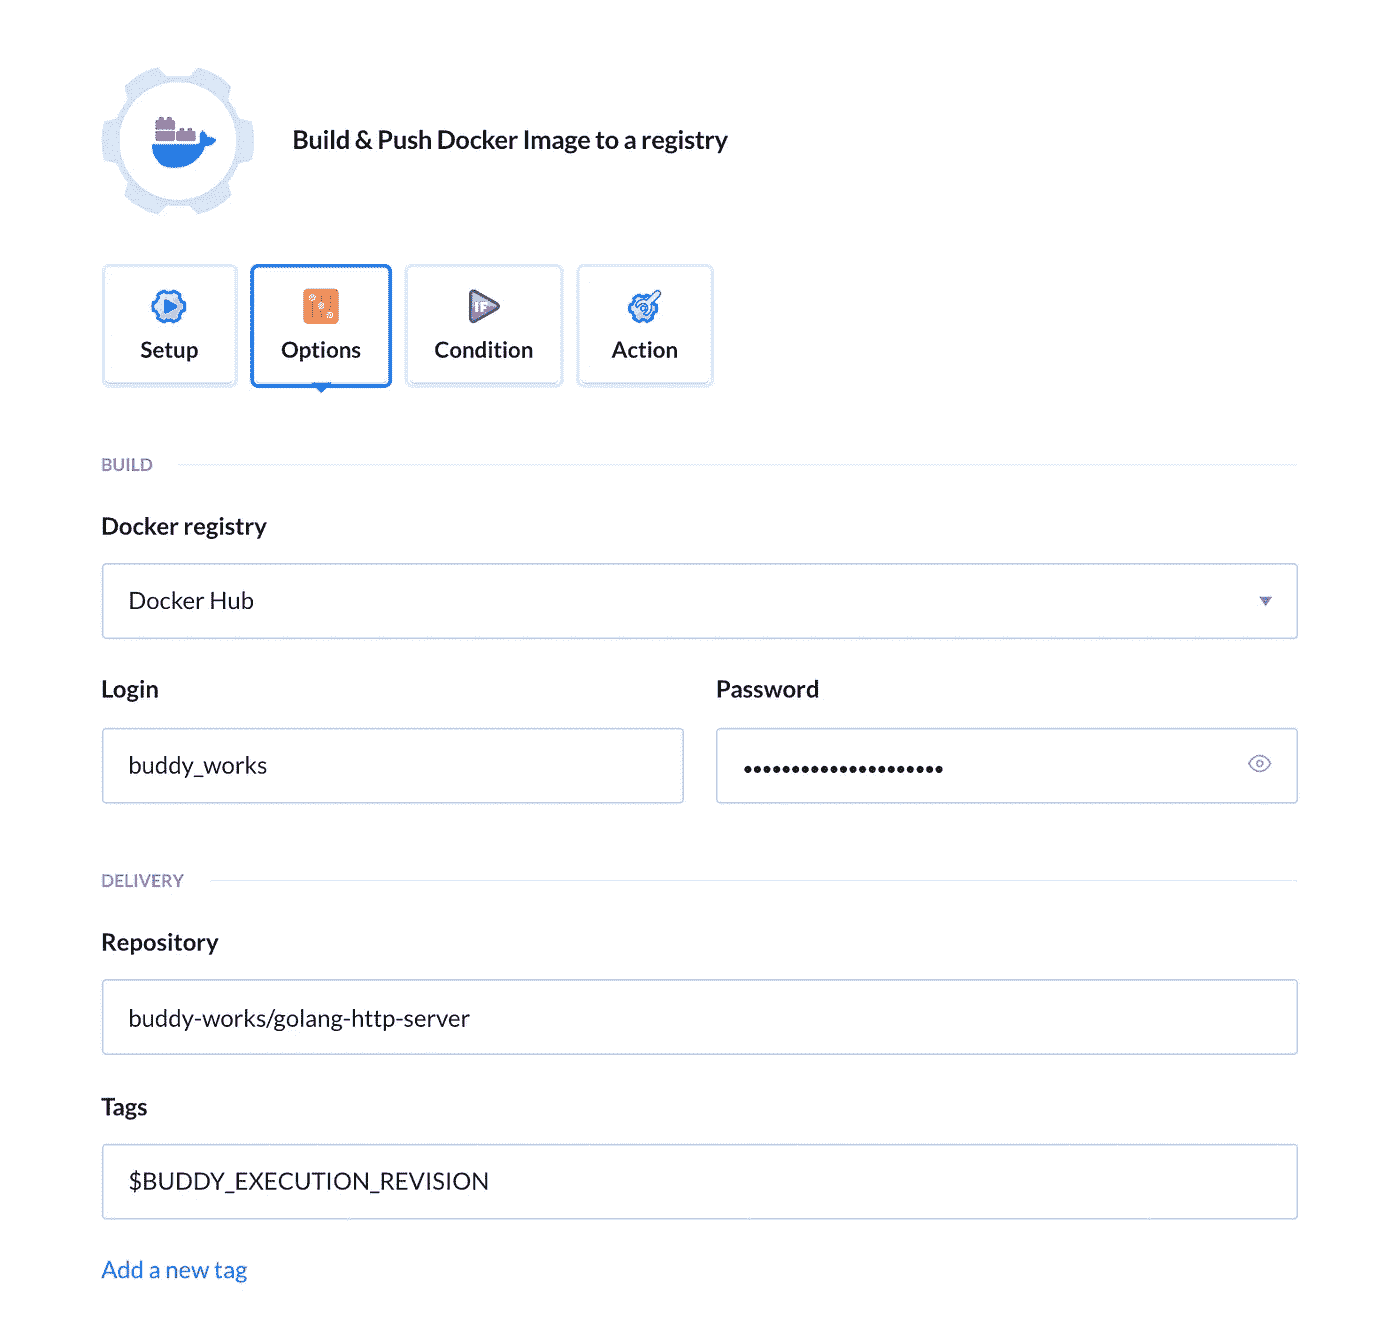 Build & Push Docker Image to a registry
Setup
Options
IF
Condition
Action
BUILD
Docker registry
Docker Hub
Login
Password
buddy_works
•••••••••••••••••••••
DELIVERY
Repository
buddy-works/golang-http-server
Tags
$BUDDY_EXECUTION_REVISION
Add a new tag